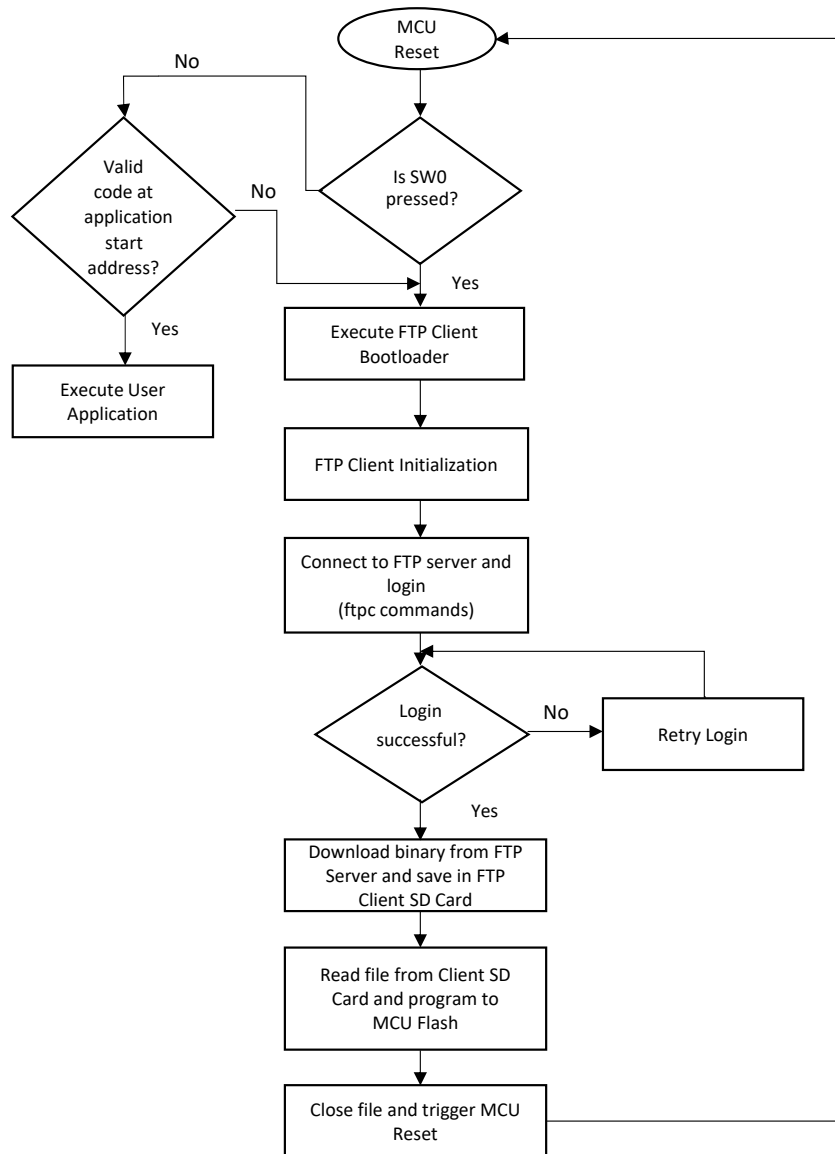 MCU
Reset
No
Is SW0
pressed?
Valid
code at
application
start
address?
No
Yes
Yes
Execute FTP Client
Bootloader
Execute User
Application
FTP Client Initialization
Connect to FTP server and
login
(ftpc commands)
Login
successful?
No
Retry Login
Yes
Download binary from FTP
Server and save in FTP
Client SD Card
Read file from Client SD
Card and program to
MCU Flash
Close file and trigger MCU
Reset